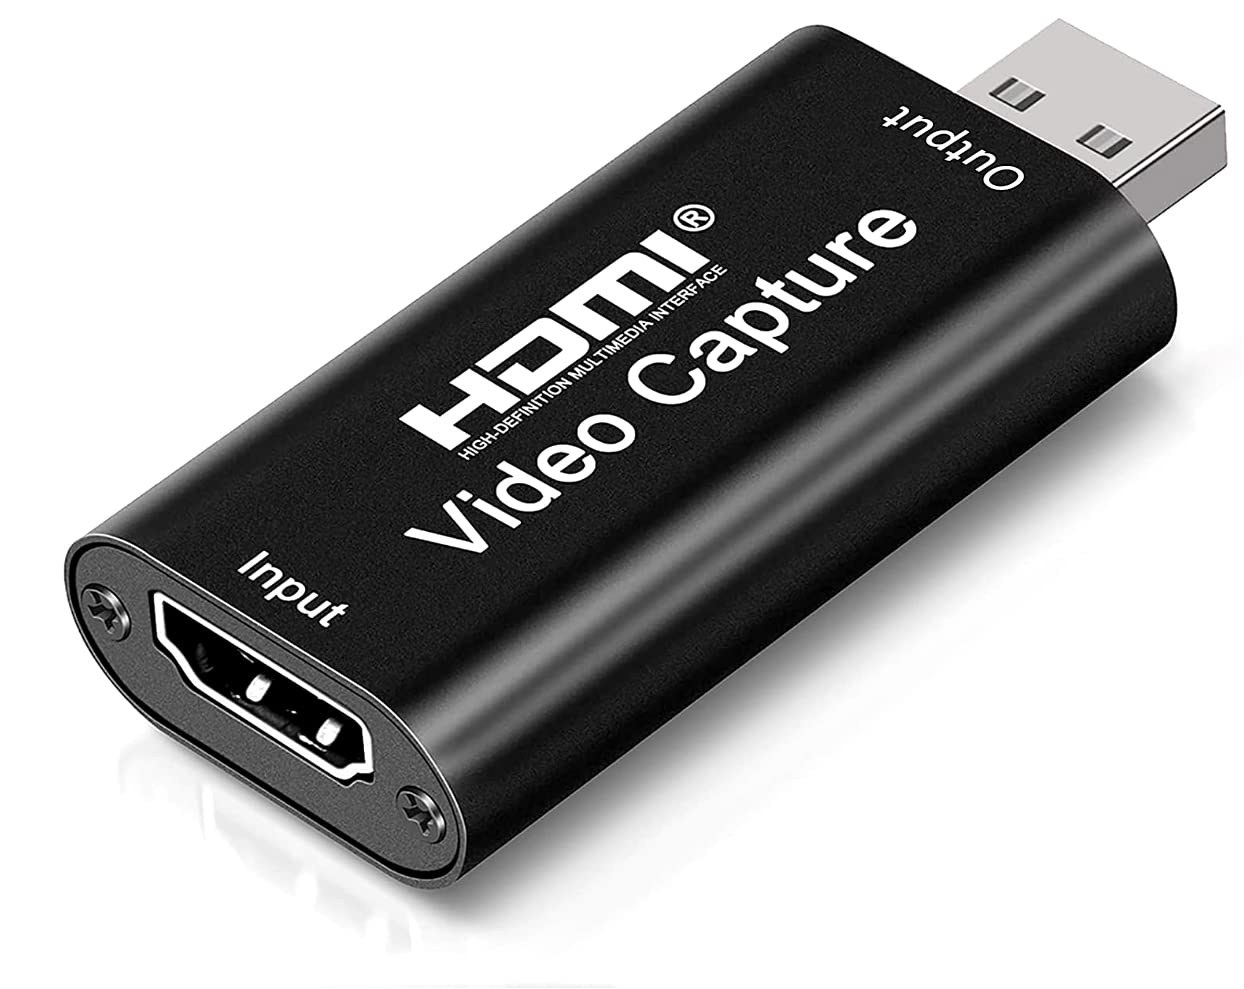 Output
HDMI®
HIGH-DEFINITION MULTIMEDIA INTERFACE
Video Capture
Input